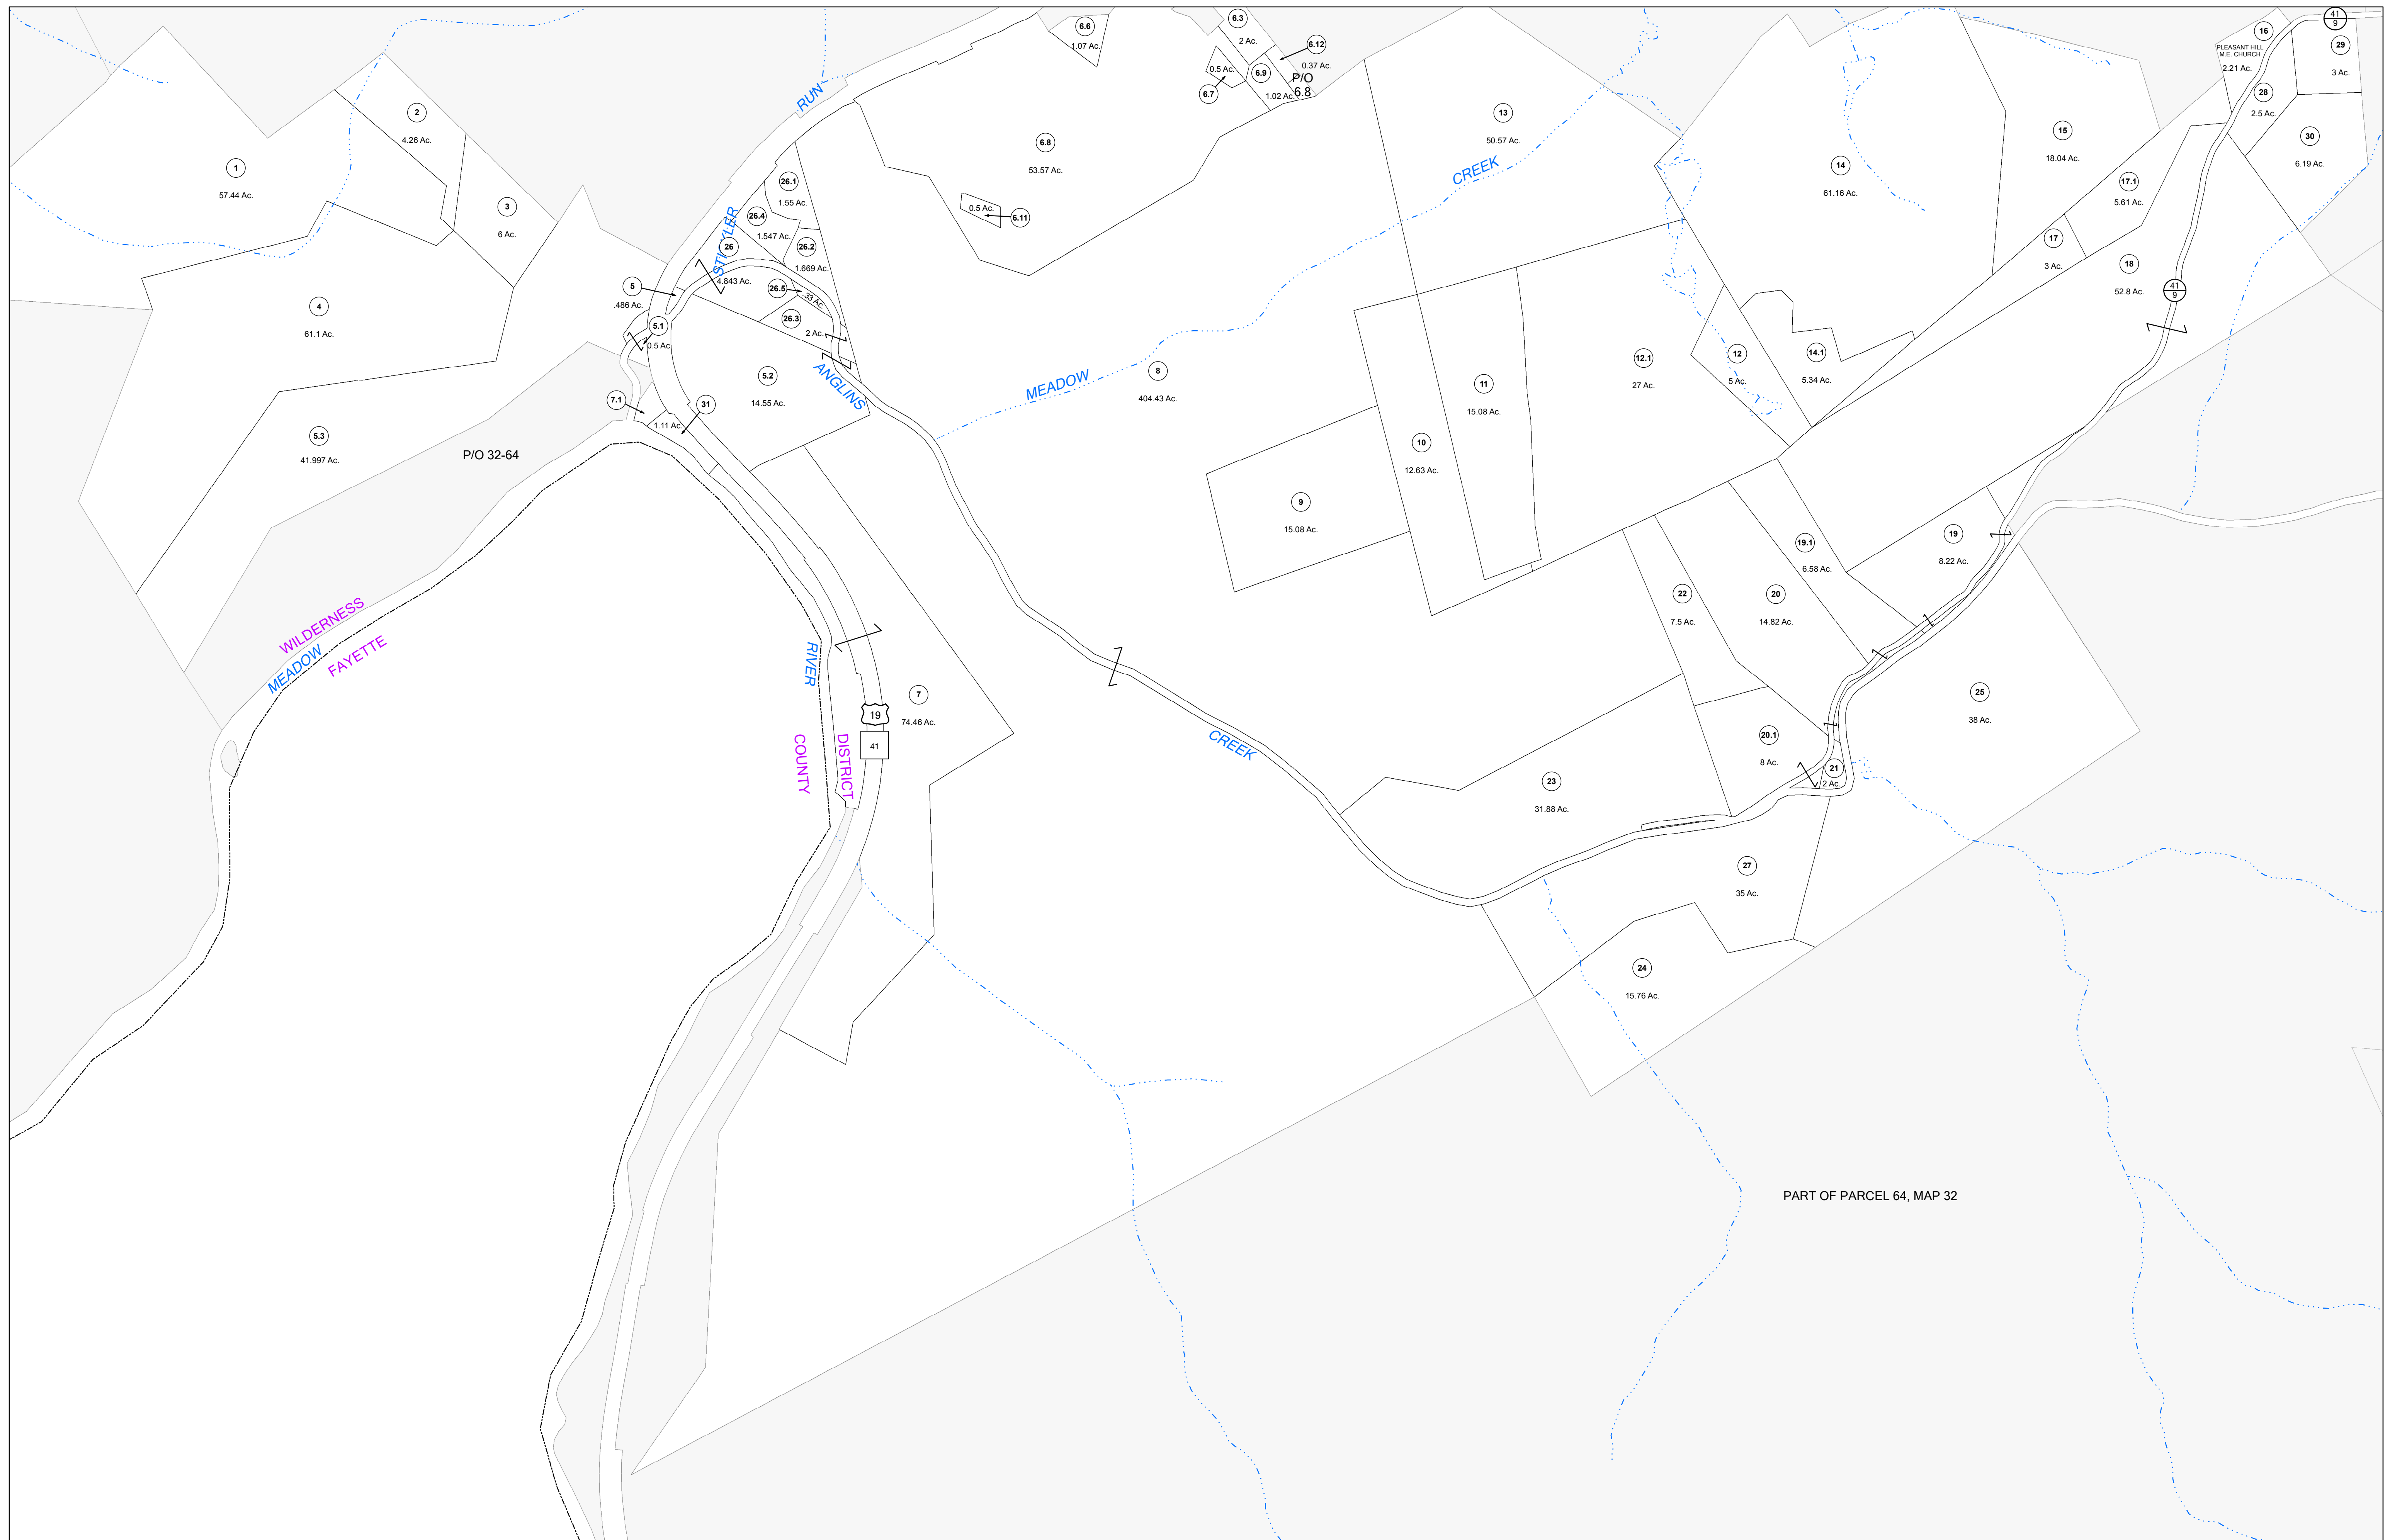 6.6
1.07 Ac.
6.3
2 Ac.
6.12
0.37 Ac.
0.5 Ac.
6.9
1.02 Ac.
P/O
6.8
6.7
16
PLEASANT HILL
M.E. CHURCH
2.21 Ac.
41
9
29
3 Ac.
28
2.5 Ac.
30
6.19 Ac.
RUN
2
4.26 Ac.
1
57.44 Ac.
3
6 Ac.
6.8
53.57 Ac.
13
50.57 Ac.
CREEK
14
61.16 Ac.
15
18.04 Ac.
17.1
5.61 Ac.
17
3 Ac.
18
52.8 Ac.
41
9
26.1
1.55 Ac.
26.4
1.547 Ac.
26.2
1.669 Ac.
26
4.843 Ac.
26.5
.33 Ac.
26.3
2 Ac.
0.5 Ac.
6.11
5
.486 Ac.
5.1
0.5 Ac.
4
61.1 Ac.
5.2
14.55 Ac.
ANGLINS
MEADOW
8
404.43 Ac.
11
15.08 Ac.
12.1
27 Ac.
12
5 Ac.
14.1
5.34 Ac.
7.1
31
1.11 Ac.
5.3
41.997 Ac.
P/O 32-64
10
12.63 Ac.
9
15.08 Ac.
19.1
6.58 Ac.
19
8.22 Ac.
22
7.5 Ac.
20
14.82 Ac.
WILDERNESS
MEADOW
FAYETTE
RIVER
7
74.46 Ac.
19
41
COUNTY
DISTRICT
CREEK
25
38 Ac.
20.1
8 Ac.
21
2 Ac.
23
31.88 Ac.
27
35 Ac.
24
15.76 Ac.
PART OF PARCEL 64, MAP 32